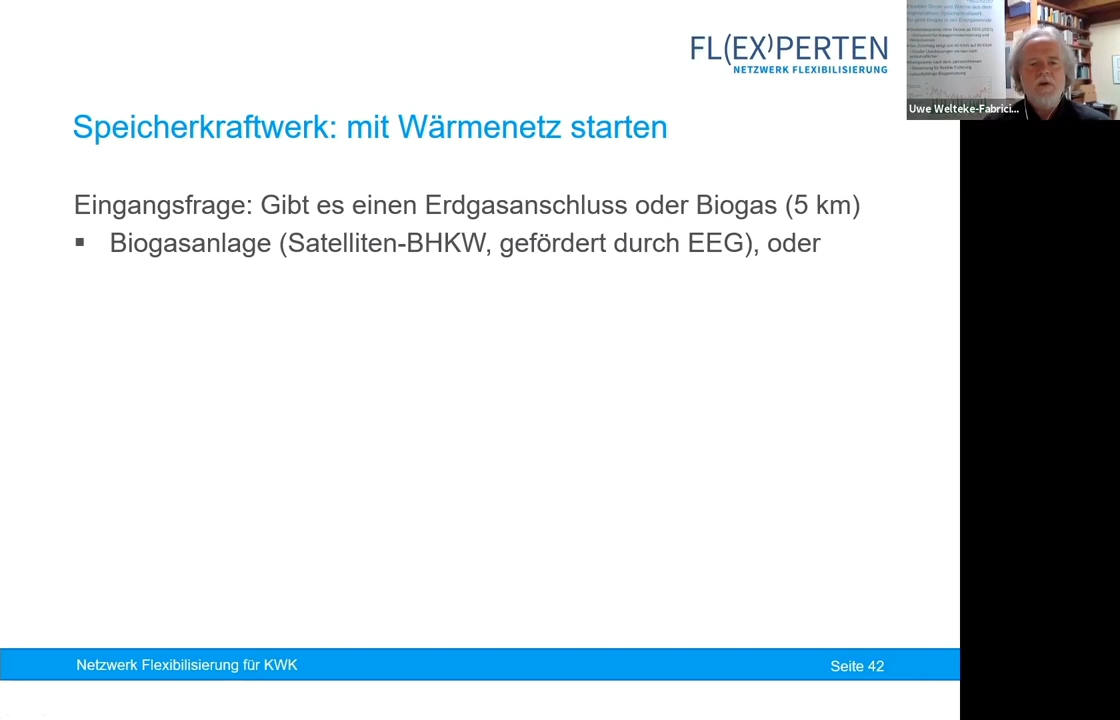 FL(EX)PERTEN
NETZWERK FLEXIBILISIERUNG
Uwe Welteke-Fabrici...
Speicherkraftwerk: mit Wärmenetz starten
Eingangsfrage: Gibt es einen Erdgasanschluss oder Biogas (5 km)
▪ Biogasanlage (Satelliten-BHKW, gefördert durch EEG), oder
Netzwerk Flexibilisierung für KWK
Seite 42